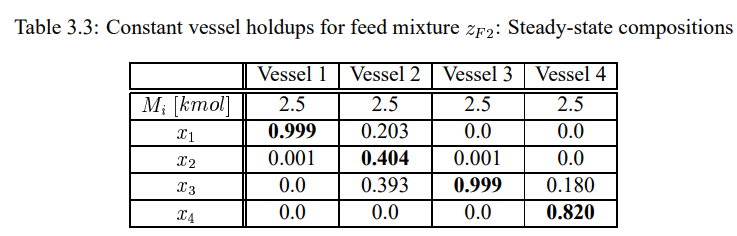 Table 3.3: Constant vessel holdups for feed mixture z_F2: Steady-state compositions
Vessel 1 Vessel 2 Vessel 3 Vessel 4
M_i [kmol] 2.5 2.5 2.5 2.5
x_1 0.999 0.203 0.0 0.0
x_2 0.001 0.404 0.001 0.0
x_3 0.0 0.393 0.999 0.180
x_4 0.0 0.0 0.0 0.820